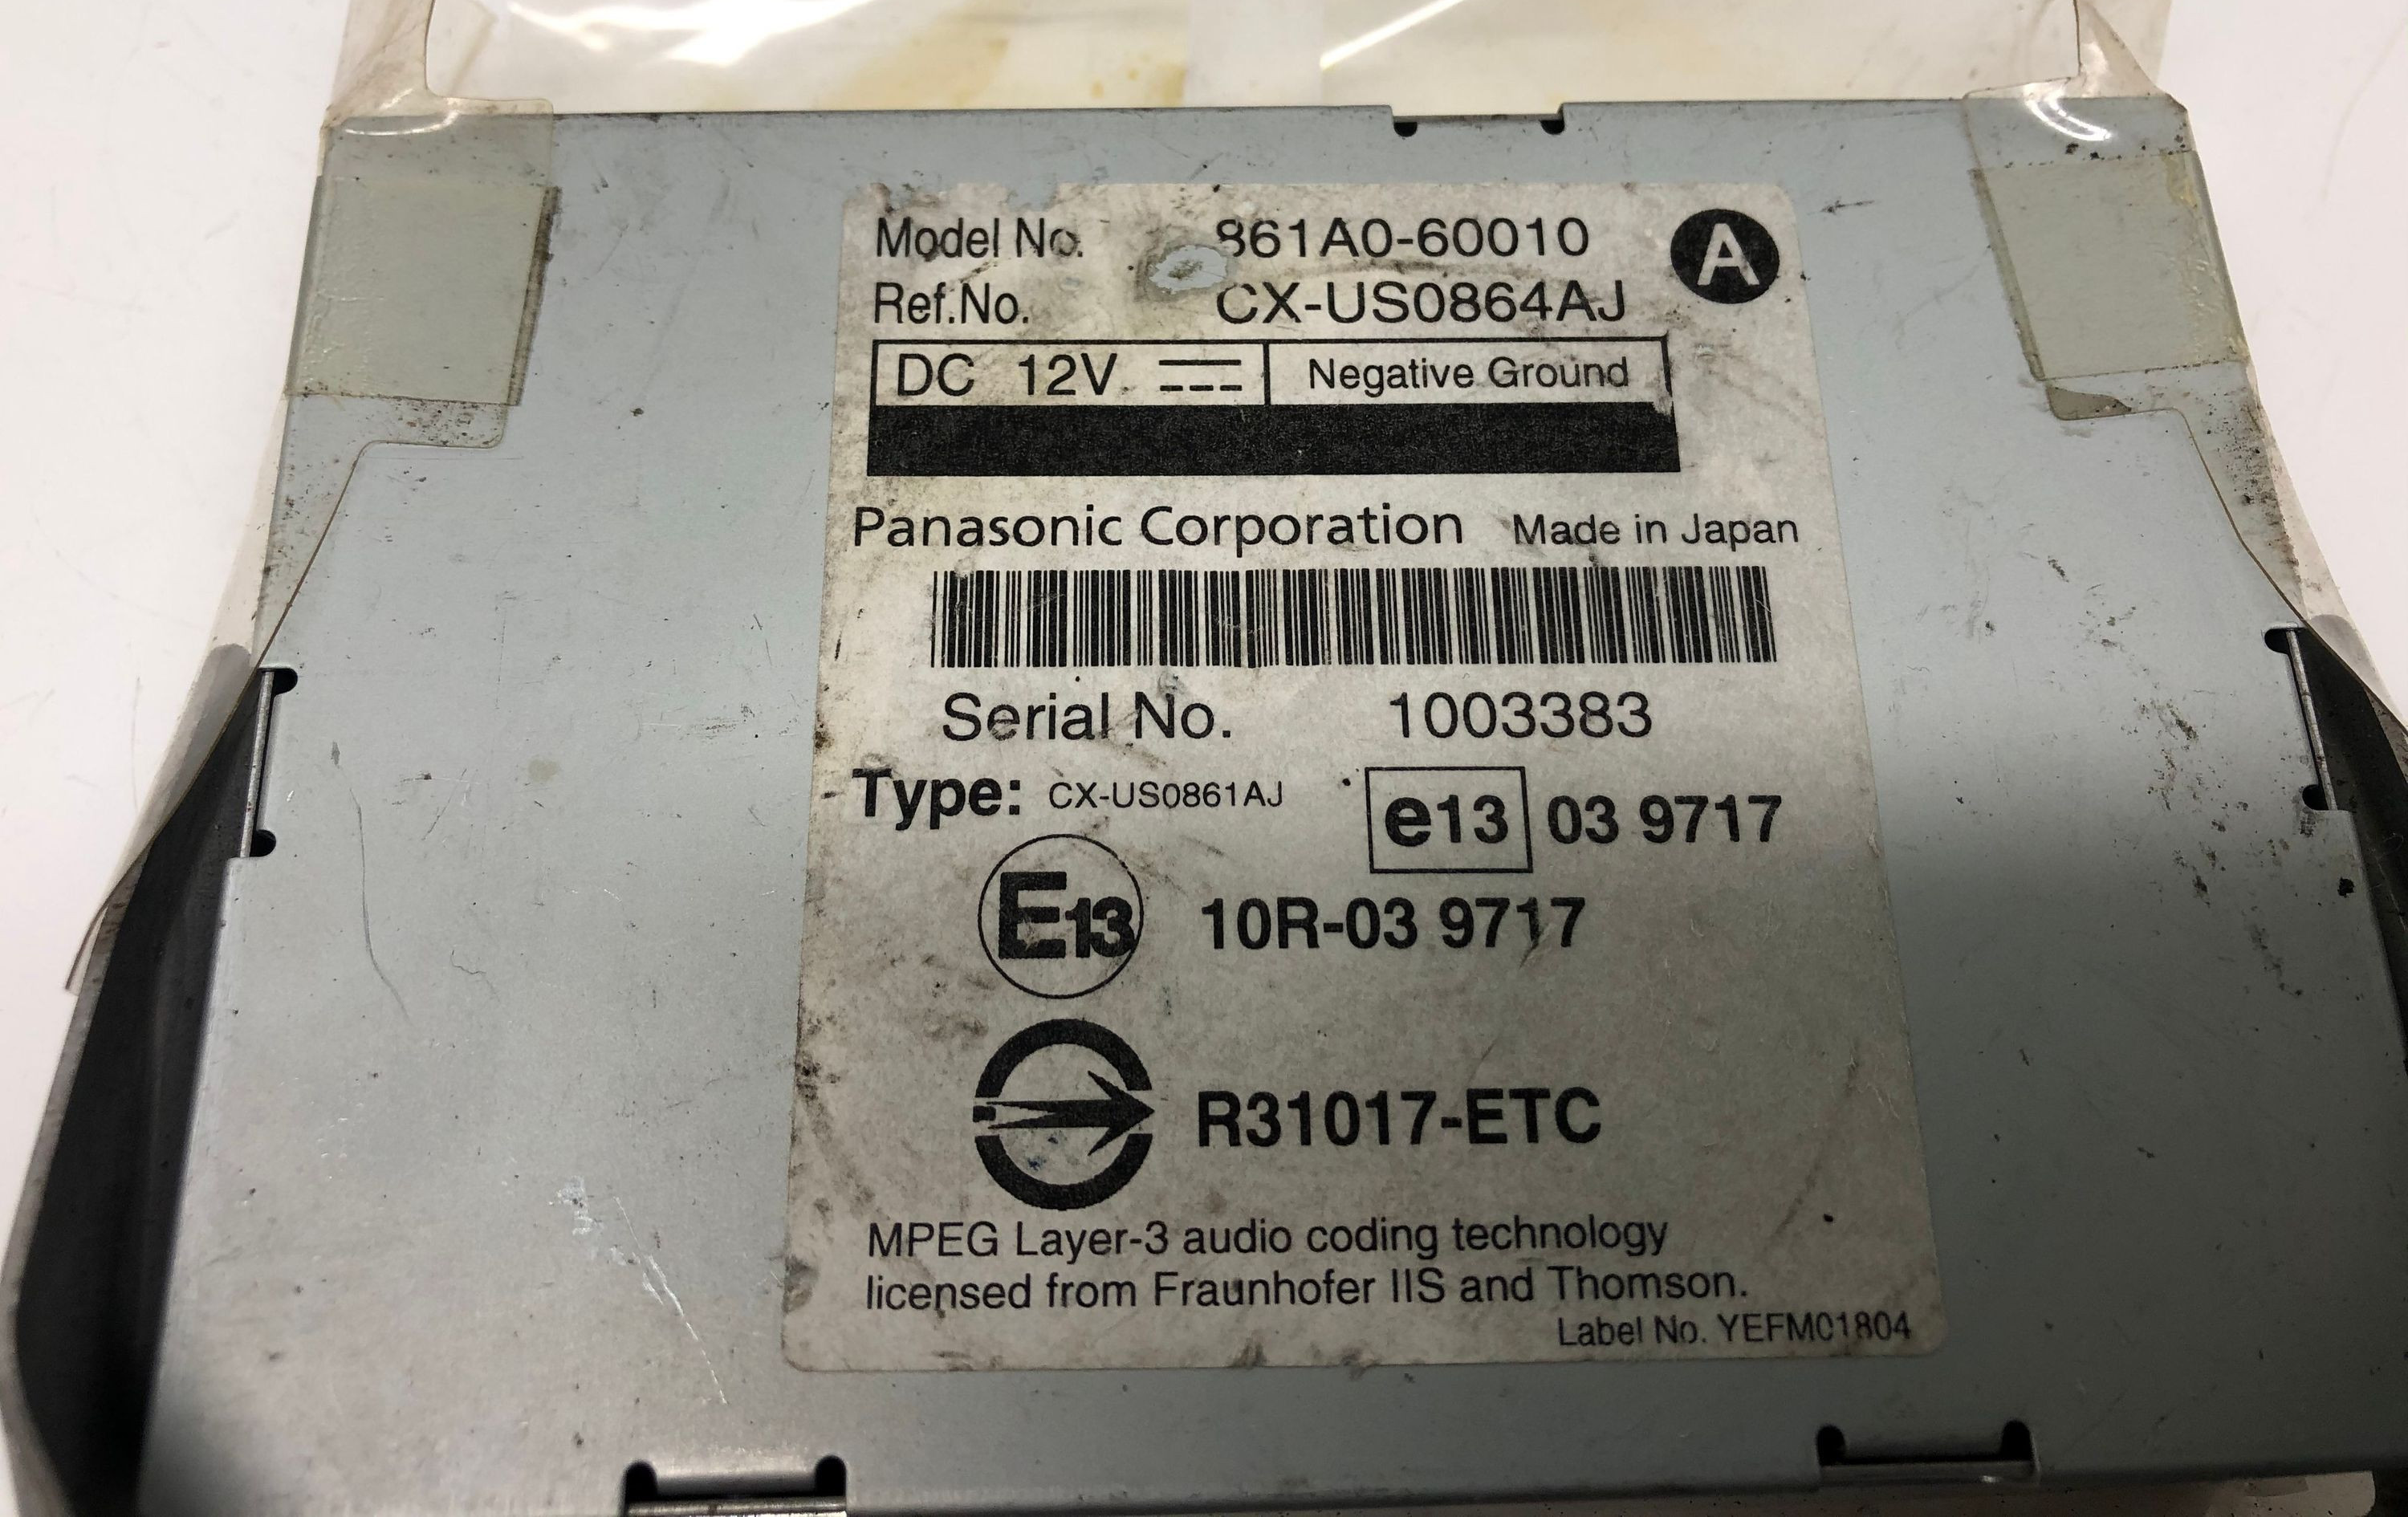 Model No. 861A0-60010 A
Ref.No. CX-US0864AJ
DC 12V Negative Ground
Panasonic Corporation Made in Japan
Serial No. 1003383
Type: CX-US0861AJ e13 03 9717
E13 10R-03 9717
R31017-ETC
MPEG Layer-3 audio coding technology
licensed from Fraunhofer IIS and Thomson.
Label No. YEFM01804